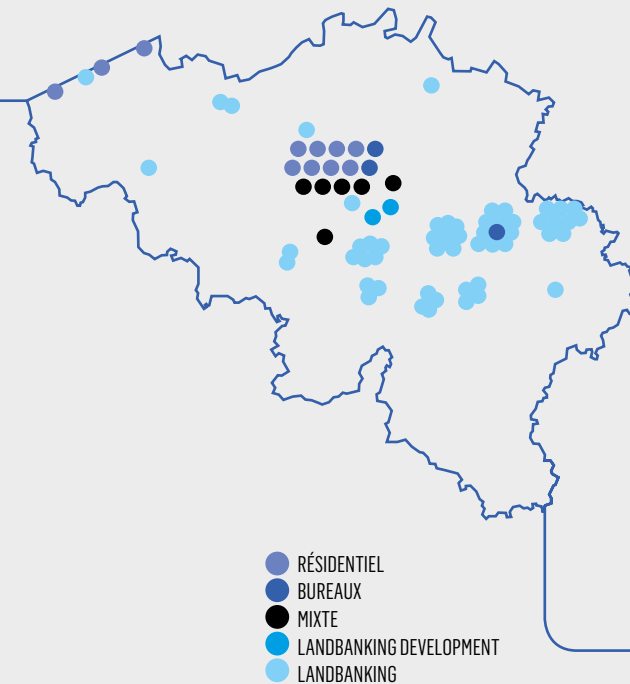 RÉSIDENTIEL
BUREAUX
MIXTE
LANDBANKING DEVELOPMENT
LANDBANKING